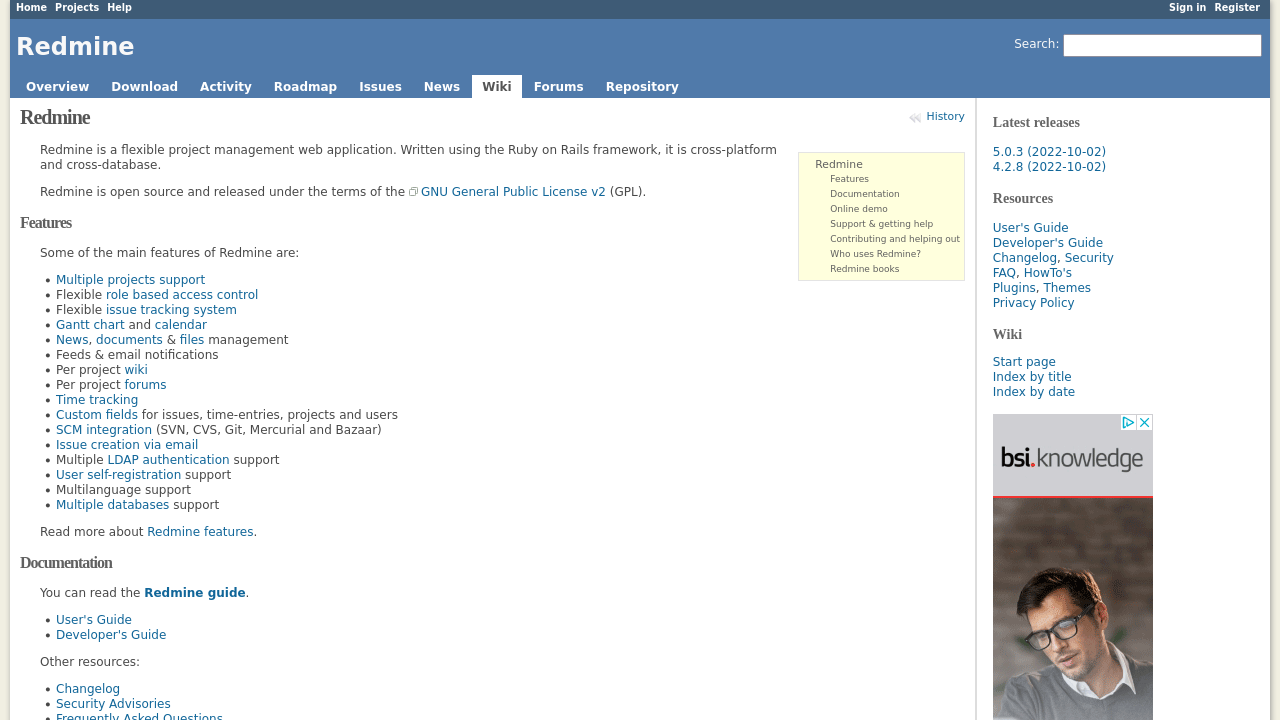 Home Projects Help
Sign in Register
Redmine
Search:
Overview Download Activity Roadmap Issues News Wiki Forums Repository
Redmine
History
Redmine is a flexible project management web application. Written using the Ruby on Rails framework, it is cross-platform
and cross-database.
Redmine is open source and released under the terms of the GNU General Public License v2 (GPL).
Redmine
Features
Documentation
Online demo
Support & getting help
Contributing and helping out
Who uses Redmine?
Redmine books
Features
Some of the main features of Redmine are:
Multiple projects support
Flexible role based access control
Flexible issue tracking system
Gantt chart and calendar
News, documents & files management
Feeds & email notifications
Per project wiki
Per project forums
Time tracking
Custom fields for issues, time-entries, projects and users
SCM integration (SVN, CVS, Git, Mercurial and Bazaar)
Issue creation via email
Multiple LDAP authentication support
User self-registration support
Multilanguage support
Multiple databases support
Read more about Redmine features.
Documentation
You can read the Redmine guide.
User's Guide
Developer's Guide
Other resources:
Changelog
Security Advisories
Frequently Asked Questions
Latest releases
5.0.3 (2022-10-02)
4.2.8 (2022-10-02)
Resources
User's Guide
Developer's Guide
Changelog, Security
FAQ, HowTo's
Plugins, Themes
Privacy Policy
Wiki
Start page
Index by title
Index by date
bsi.knowledge